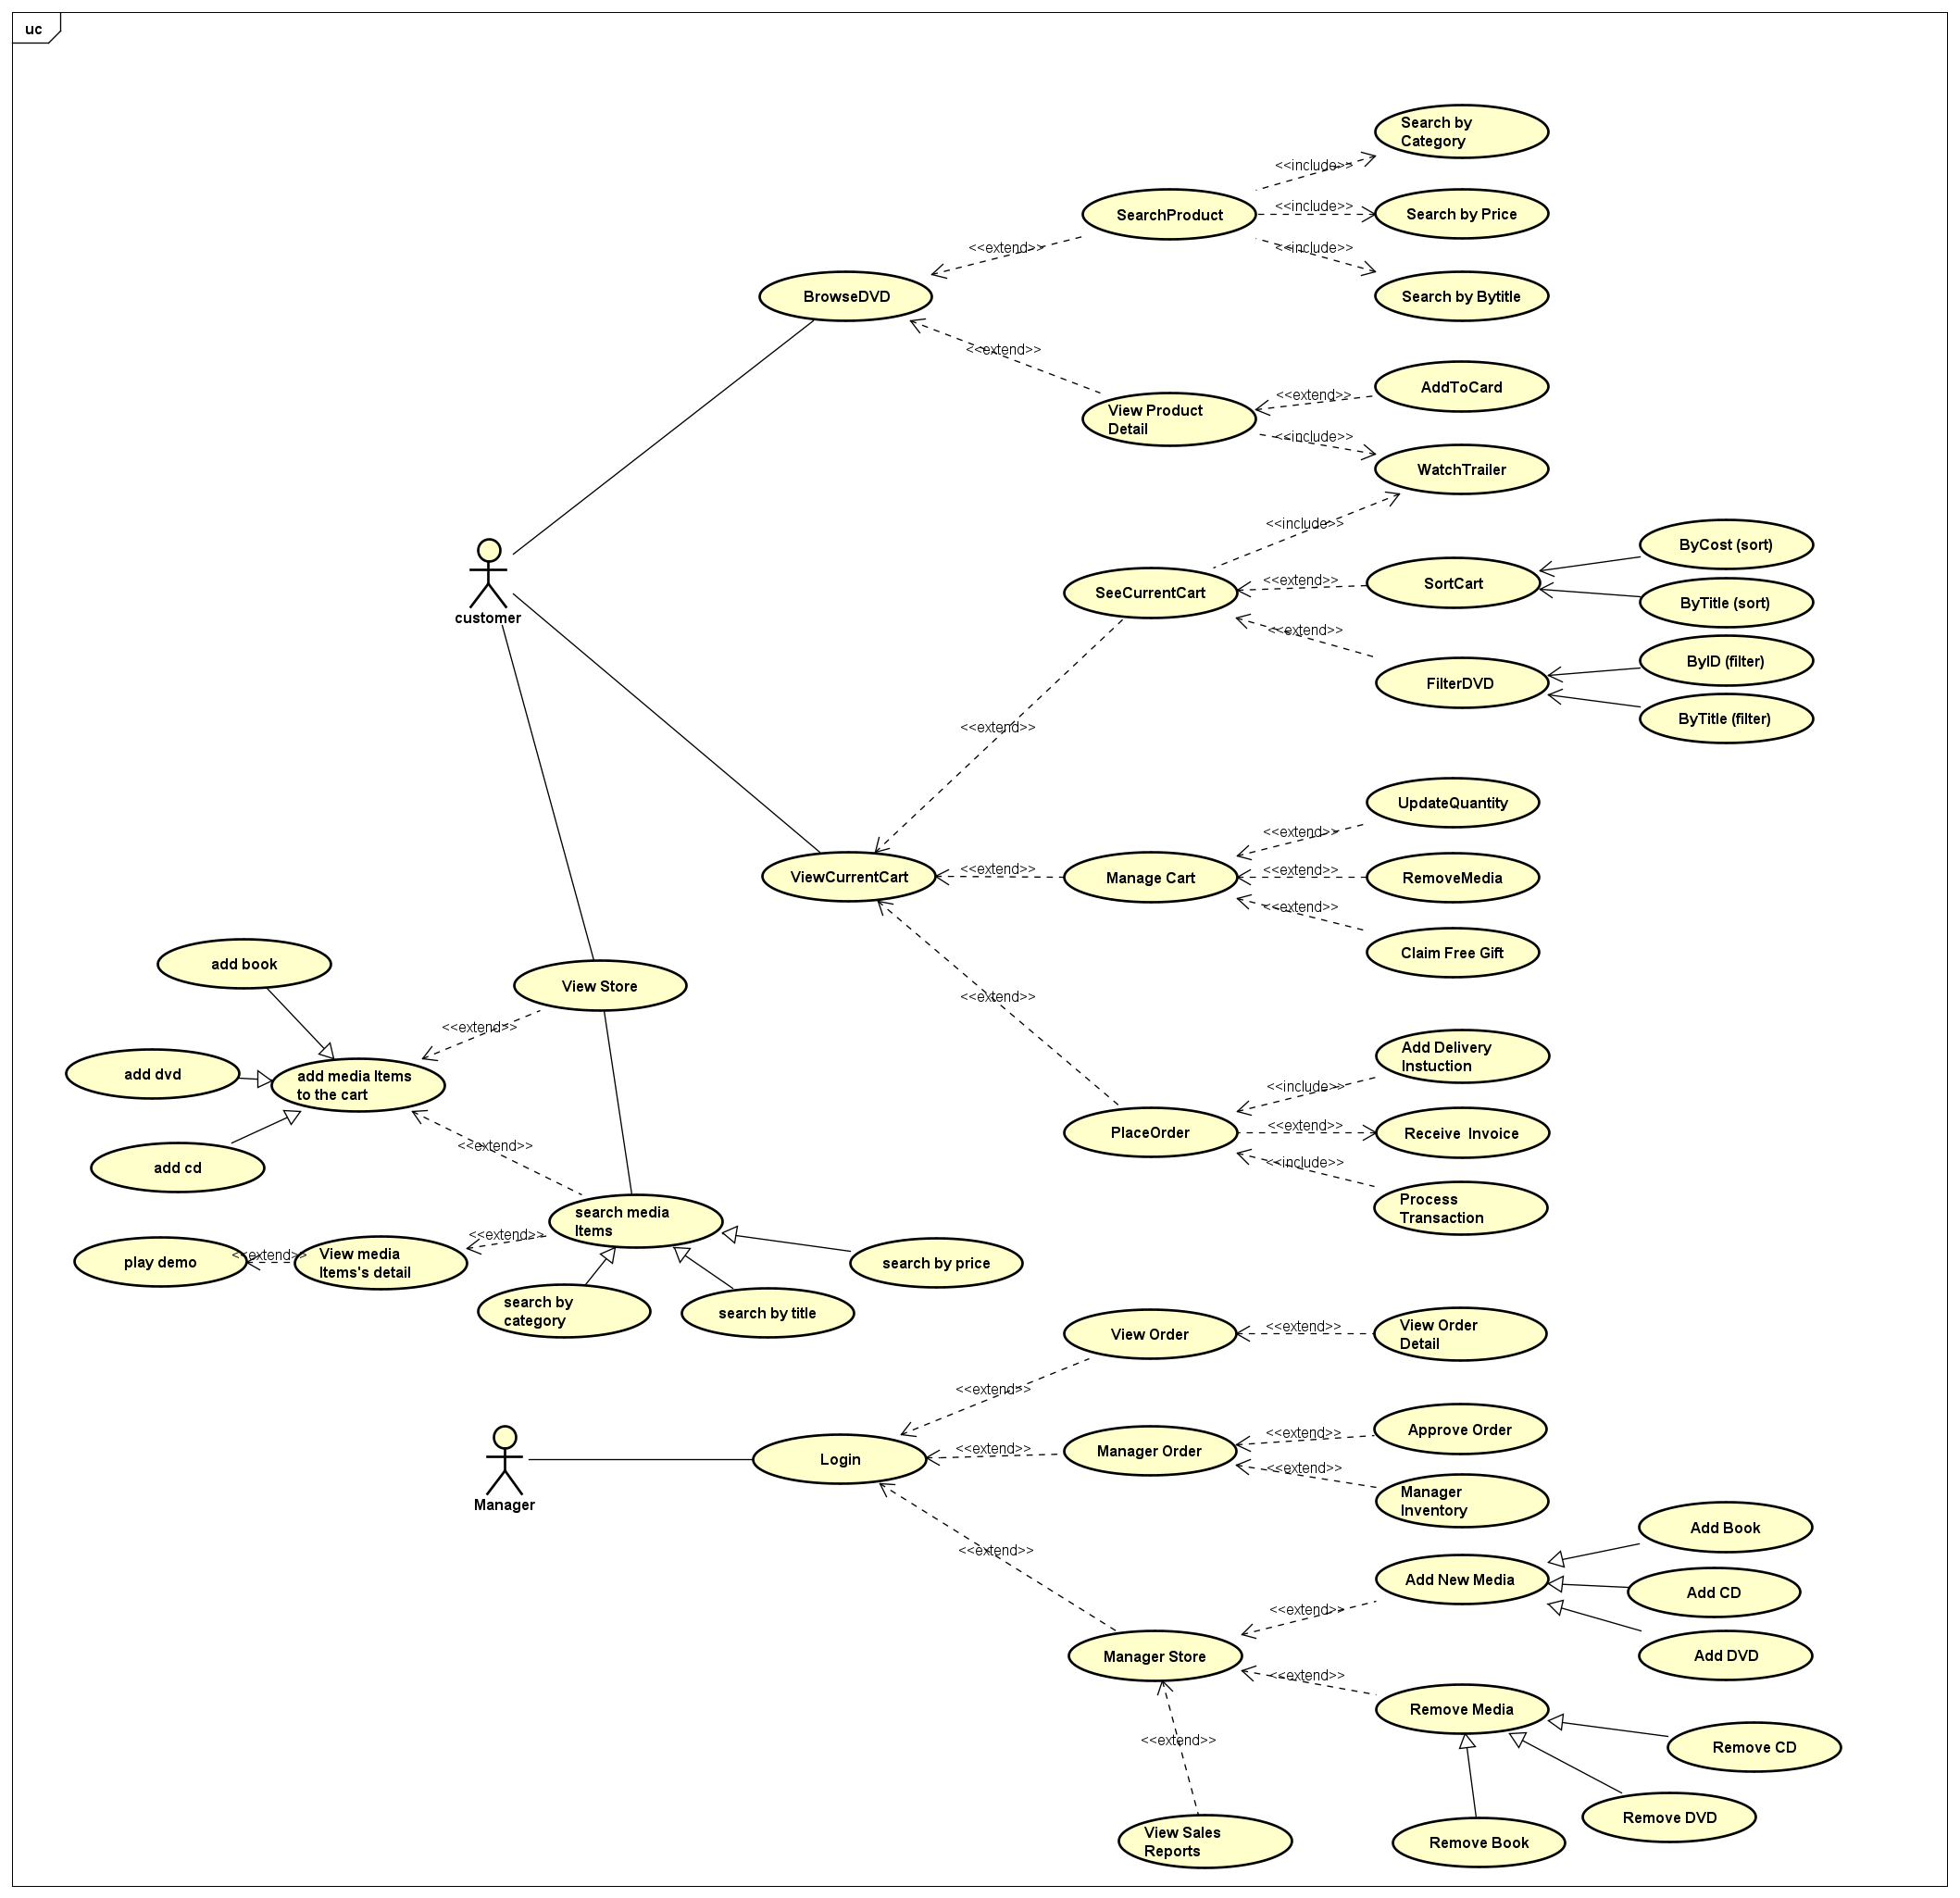 uc
Search by
Category
<<include>>
SearchProduct
<<include>>
Search by Price
<<extend>>
<<include>>
BrowseDVD
Search by Bytitle
<<extend>>
AddToCard
<<extend>>
View Product
Detail
<<include>>
WatchTrailer
<<include>>
ByCost (sort)
customer
SeeCurrentCart
<<extend>>
SortCart
ByTitle (sort)
<<extend>>
ByID (filter)
FilterDVD
ByTitle (filter)
<<extend>>
UpdateQuantity
<<extend>>
ViewCurrentCart
<<extend>>
Manage Cart
<<extend>>
RemoveMedia
<<extend>>
Claim Free Gift
add book
View Store
<<extend>>
<<extend>>
add dvd
add media Items
to the cart
Add Delivery
Instuction
<<include>>
PlaceOrder
<<extend>>
Receive  Invoice
<<extend>>
add cd
<<include>>
Process
Transaction
search media
Items
<<extend>>
play demo
<<extend>>
View media
Items's detail
search by price
search by
category
search by title
View Order
<<extend>>
View Order
Detail
<<extend>>
Manager
Login
<<extend>>
Manager Order
<<extend>>
Approve Order
<<extend>>
Manager
Inventory
<<extend>>
Add Book
Add New Media
Add CD
<<extend>>
Manager Store
Add DVD
<<extend>>
Remove Media
<<extend>>
Remove CD
Remove DVD
View Sales
Reports
Remove Book